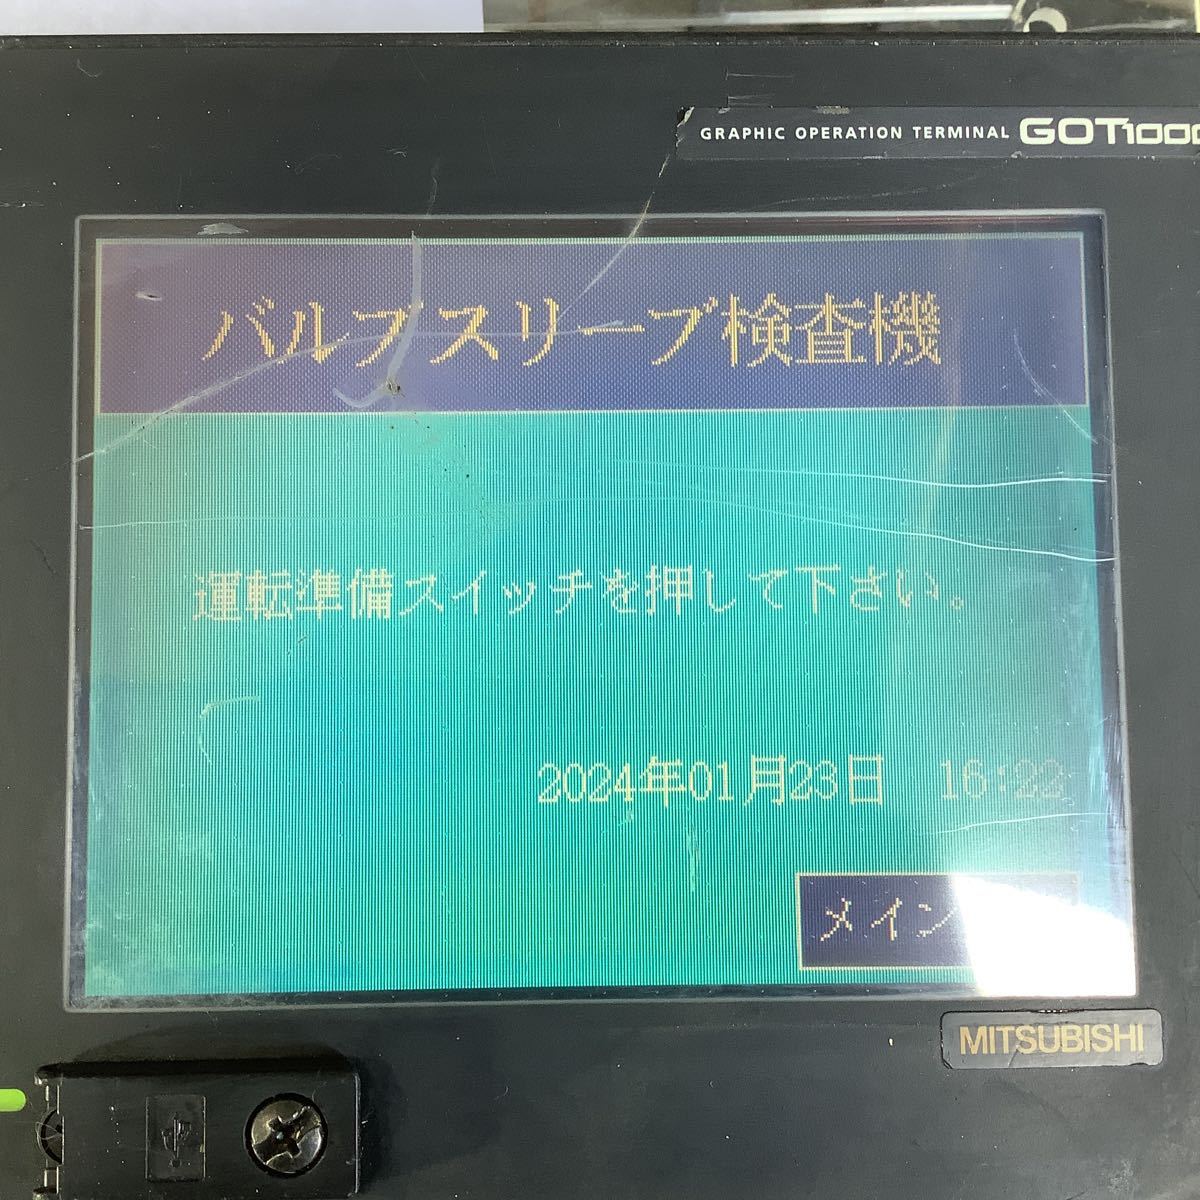 GRAPHIC OPERATION TERMINAL GOT1000
バルブスリーブ検査機
運転準備スイッチを押して下さい。
2024年01月23日 16:22
メイン
MITSUBISHI